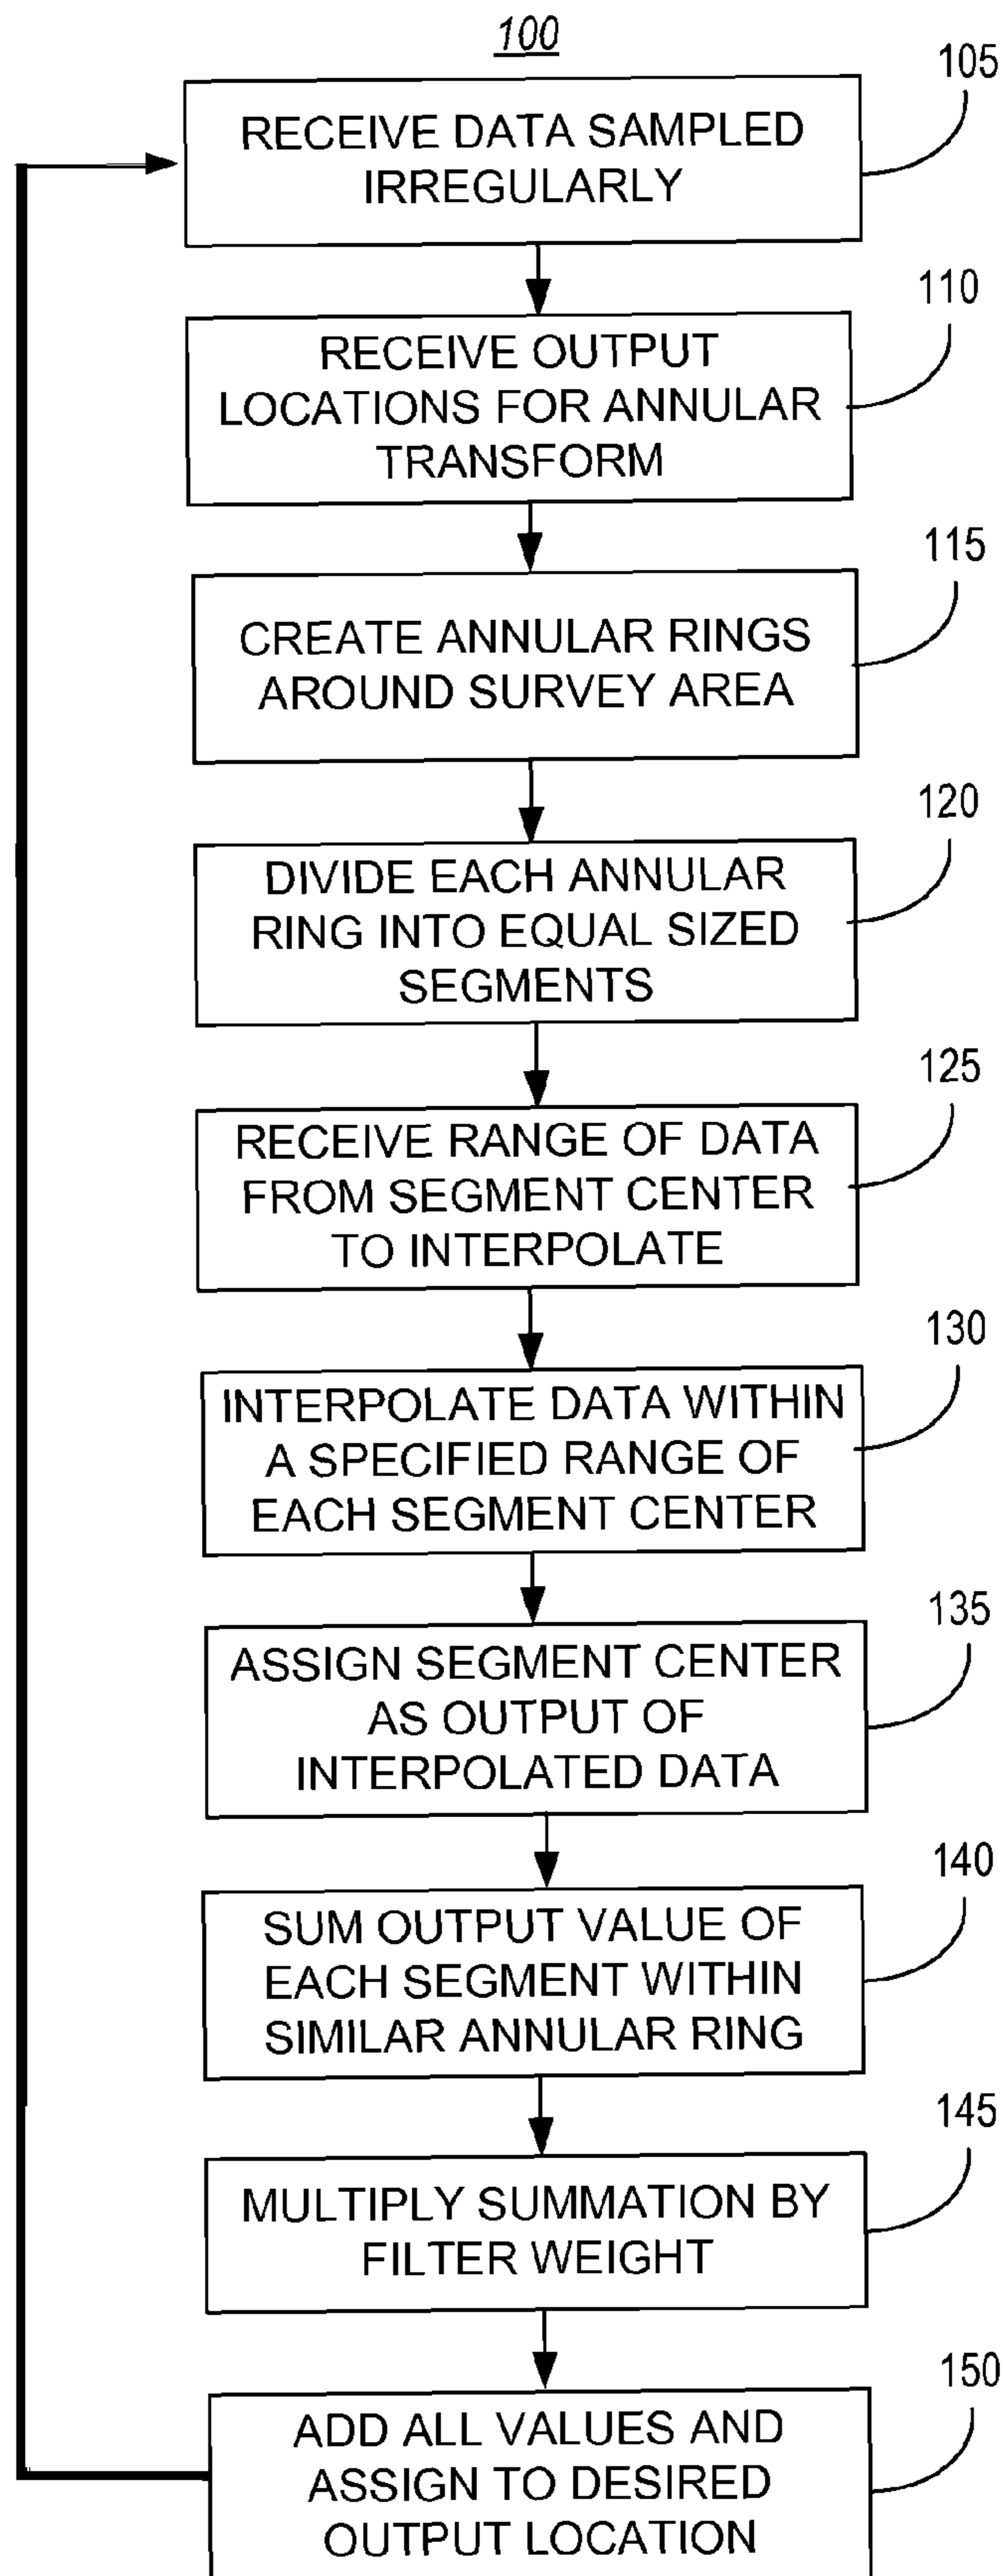 100
105
RECEIVE DATA SAMPLED
IRREGULARLY
110
RECEIVE OUTPUT
LOCATIONS FOR ANNULAR
TRANSFORM
115
CREATE ANNULAR RINGS
AROUND SURVEY AREA
120
DIVIDE EACH ANNULAR
RING INTO EQUAL SIZED
SEGMENTS
125
RECEIVE RANGE OF DATA
FROM SEGMENT CENTER
TO INTERPOLATE
130
INTERPOLATE DATA WITHIN
A SPECIFIED RANGE OF
EACH SEGMENT CENTER
135
ASSIGN SEGMENT CENTER
AS OUTPUT OF
INTERPOLATED DATA
140
SUM OUTPUT VALUE OF
EACH SEGMENT WITHIN
SIMILAR ANNULAR RING
145
MULTIPLY SUMMATION BY
FILTER WEIGHT
150
ADD ALL VALUES AND
ASSIGN TO DESIRED
OUTPUT LOCATION